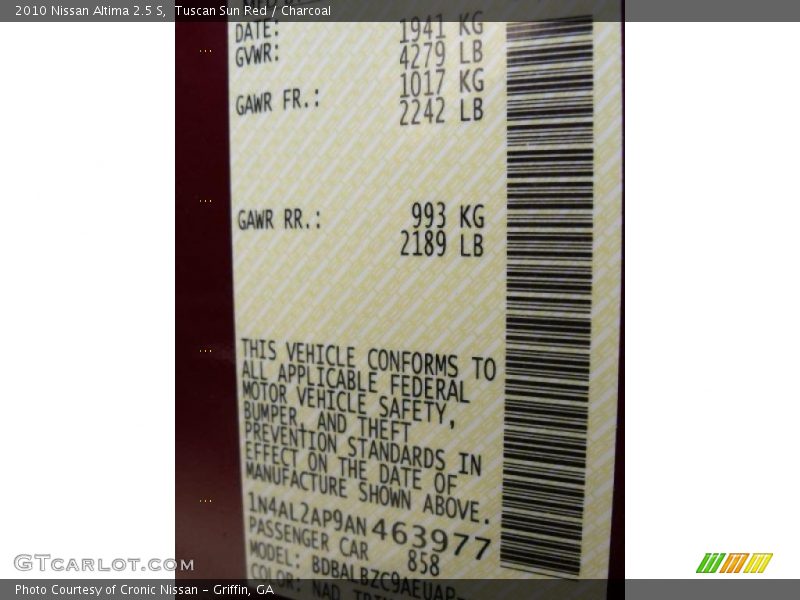 2010 Nissan Altima 2.5 S, Tuscan Sun Red / Charcoal
DATE: 1941 KG
GVWR: 4279 LB
1017 KG
GAWR FR.: 2242 LB
GAWR RR.: 993 KG
2189 LB
THIS VEHICLE CONFORMS TO
ALL APPLICABLE FEDERAL
MOTOR VEHICLE SAFETY,
BUMPER, AND THEFT
PREVENTION STANDARDS IN
EFFECT ON THE DATE OF
MANUFACTURE SHOWN ABOVE.
1N4AL2AP9AN463977
PASSENGER CAR 858
MODEL: BDBALBZC9AEUAP
COLOR: NAD
GTCARLOT.COM
Photo Courtesy of Cronic Nissan - Griffin, GA